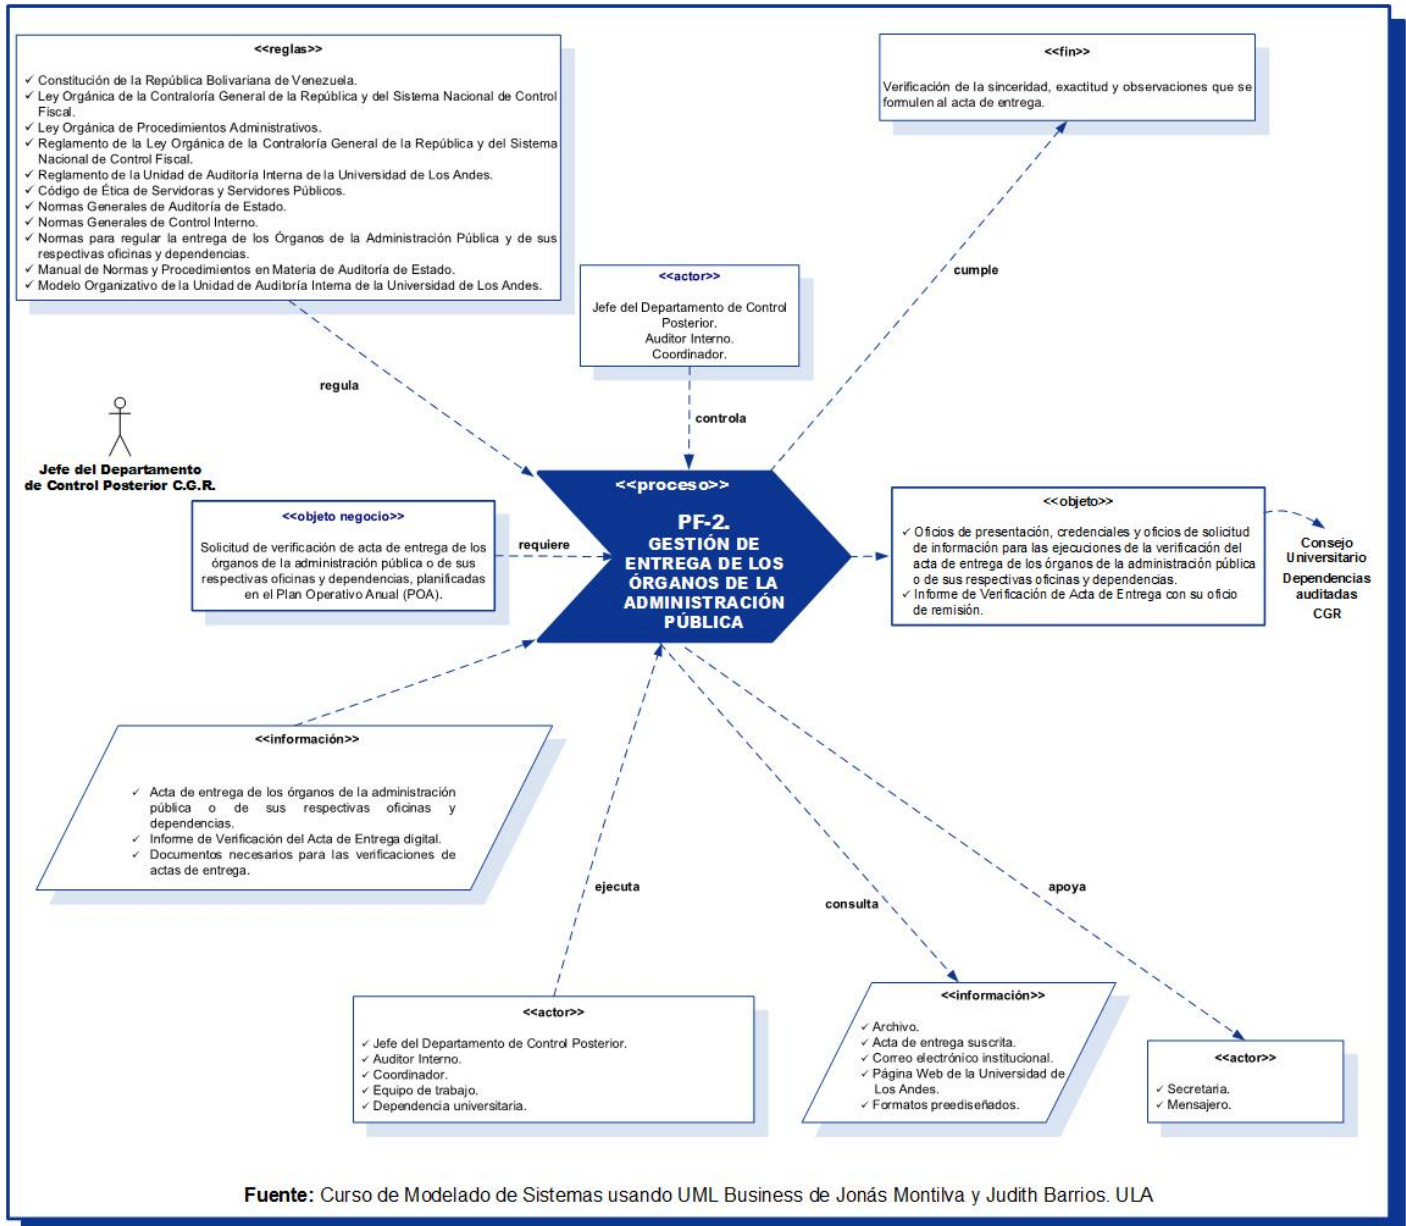 <<reglas>>
✓ Constitución de la República Bolivariana de Venezuela.
✓ Ley Orgánica de la Contraloría General de la República y del Sistema Nacional de Control
Fiscal.
✓ Ley Orgánica de Procedimientos Administrativos.
✓ Reglamento de la Ley Orgánica de la Contraloría General de la República y del Sistema
Nacional de Control Fiscal.
✓ Reglamento de la Unidad de Auditoría Interna de la Universidad de Los Andes.
✓ Código de Ética de Servidoras y Servidores Públicos.
✓ Normas Generales de Auditoría de Estado.
✓ Normas Generales de Control Interno.
✓ Normas para regular la entrega de los Órganos de la Administración Pública y de sus
respectivas oficinas y dependencias.
✓ Manual de Normas y Procedimientos en Materia de Auditoría de Estado.
✓ Modelo Organizativo de la Unidad de Auditoría Interna de la Universidad de Los Andes.
<<fin>>
Verificación de la sinceridad, exactitud y observaciones que se
formulen al acta de entrega.
cumple
<<actor>>
Jefe del Departamento de Control
Posterior.
Auditor Interno.
Coordinador.
regula
controla
Jefe del Departamento
de Control Posterior C.G.R.
<<objeto negocio>>
Solicitud de verificación de acta de entrega de los
órganos de la administración pública o de sus
respectivas oficinas y dependencias, planificadas
en el Plan Operativo Anual (POA).
requiere
<<proceso>>
PF-2.
GESTIÓN DE
ENTREGA DE LOS
ÓRGANOS DE LA
ADMINISTRACIÓN
PÚBLICA
<<objeto>>
✓ Oficios de presentación, credenciales y oficios de solicitud
de información para las ejecuciones de la verificación del
acta de entrega de los órganos de la administración pública
o de sus respectivas oficinas y dependencias.
✓ Informe de Verificación de Acta de Entrega con su oficio
de remisión.
Consejo
Universitario
Dependencias
auditadas
CGR
<<información>>
✓ Acta de entrega de los órganos de la administración
pública o de sus respectivas oficinas y
dependencias.
✓ Informe de Verificación del Acta de Entrega digital.
✓ Documentos necesarios para las verificaciones de
actas de entrega.
ejecuta
consulta
apoya
<<actor>>
✓ Jefe del Departamento de Control Posterior.
✓ Auditor Interno.
✓ Coordinador.
✓ Equipo de trabajo.
✓ Dependencia universitaria.
<<información>>
✓ Archivo.
✓ Acta de entrega suscrita.
✓ Correo electrónico institucional.
✓ Página Web de la Universidad de
Los Andes.
✓ Formatos preediseñados.
<<actor>>
✓ Secretaria.
✓ Mensajero.
Fuente: Curso de Modelado de Sistemas usando UML Business de Jonás Montilva y Judith Barrios. ULA